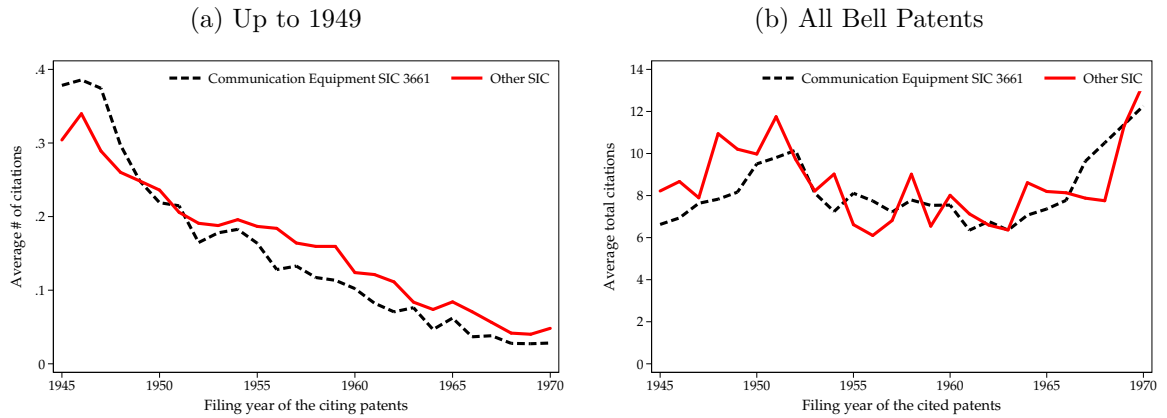 (a) Up to 1949
.4
.3
.2
.1
0
Average # of citations
1945 1950 1955 1960 1965 1970
Filing year of the citing patents
Communication Equipment SIC 3661 Other SIC
(b) All Bell Patents
14
12
10
8
6
4
2
0
Average total citations
1945 1950 1955 1960 1965 1970
Filing year of the cited patents
Communication Equipment SIC 3661 Other SIC